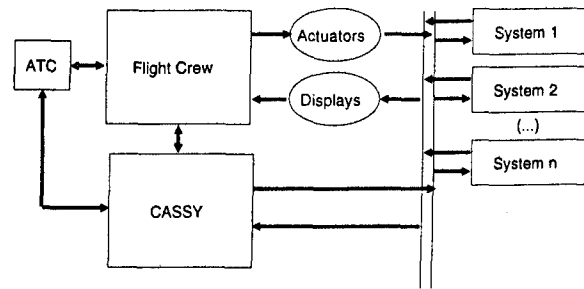 ATC
Flight Crew
Actuators
Displays
CASSY
System 1
System 2
(...)
System n